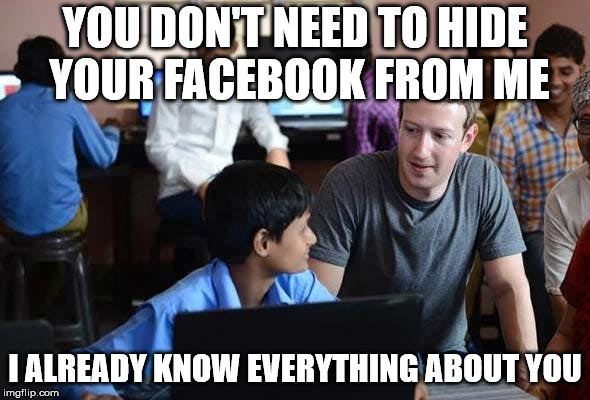 YOU DON'T NEED TO HIDE
YOUR FACEBOOK FROM ME
I ALREADY KNOW EVERYTHING ABOUT YOU
imgflip.com